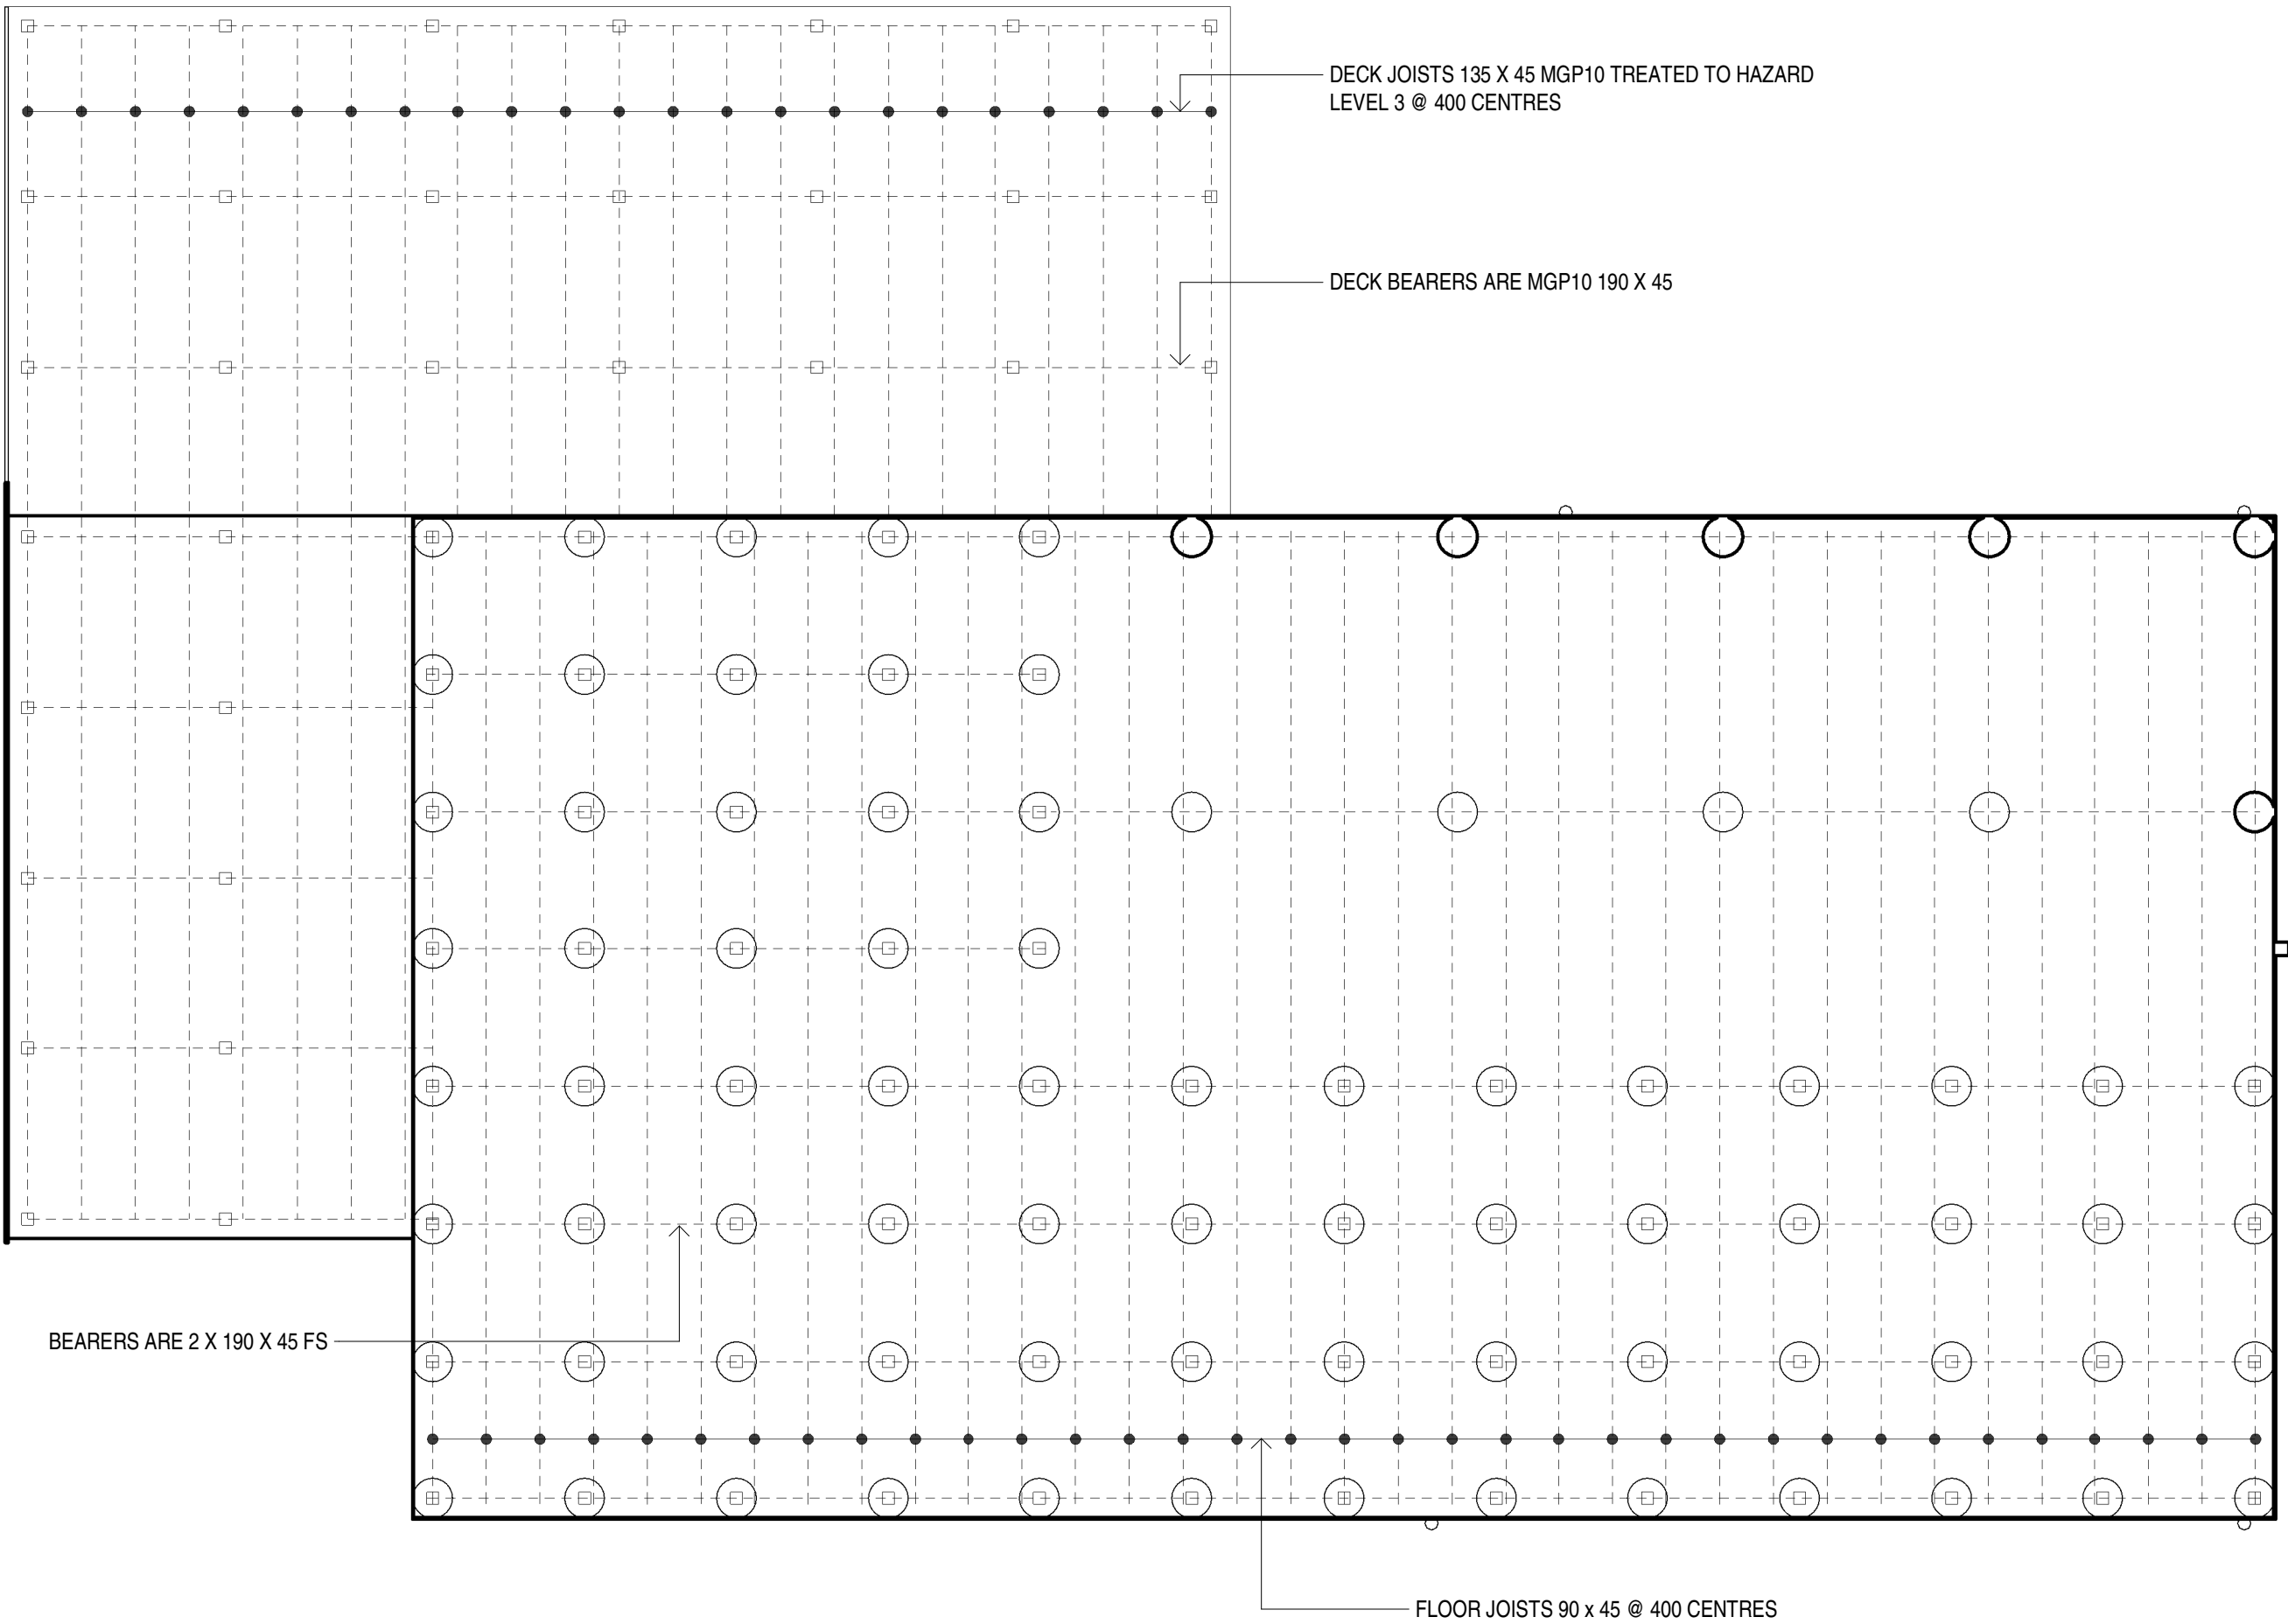 DECK JOISTS 135 X 45 MGP10 TREATED TO HAZARD
LEVEL 3 @ 400 CENTRES
DECK BEARERS ARE MGP10 190 X 45
BEARERS ARE 2 X 190 X 45 FS
FLOOR JOISTS 90 x 45 @ 400 CENTRES